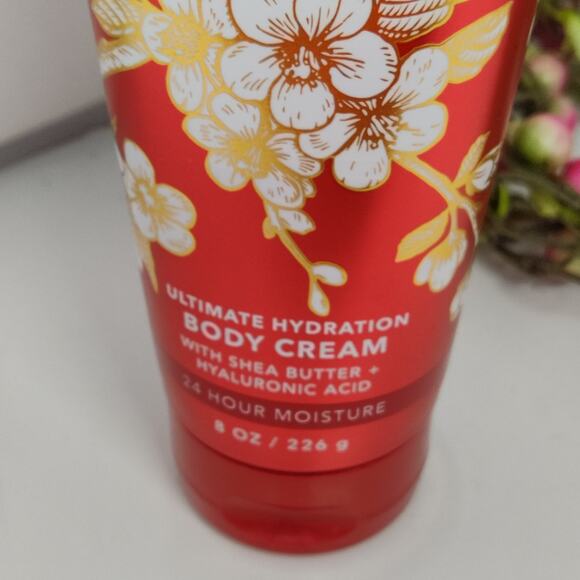 ULTIMATE HYDRATION
BODY CREAM
WITH SHEA BUTTER +
HYALURONIC ACID
24 HOUR MOISTURE
8 OZ / 226 g